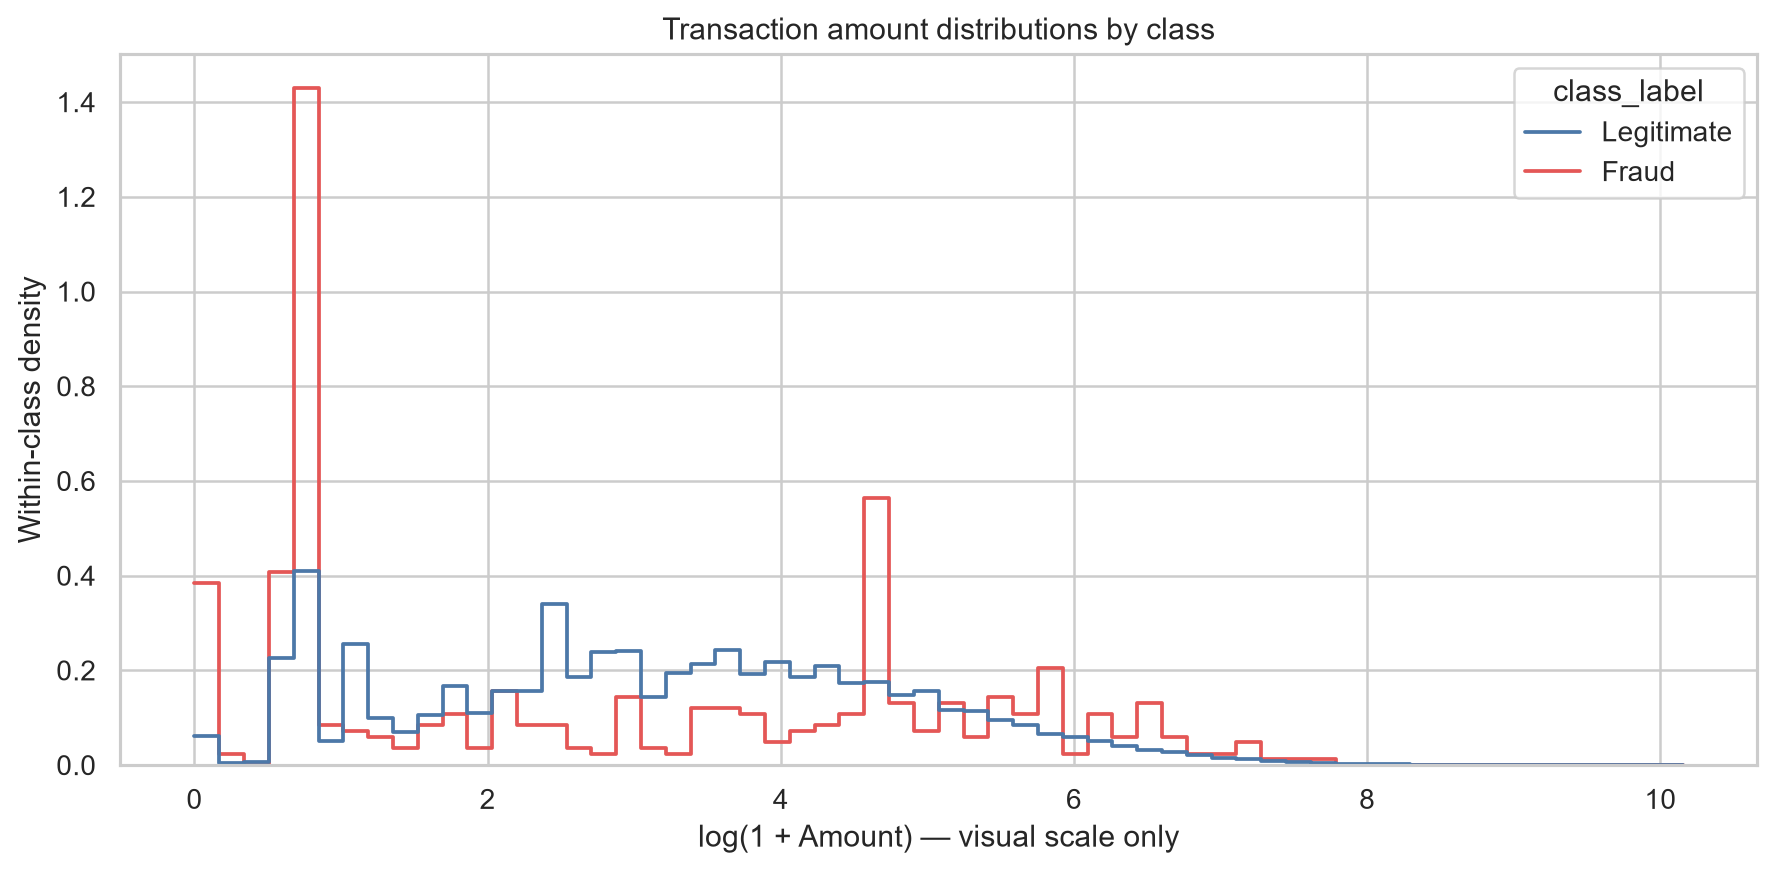 Transaction amount distributions by class
class_label
Legitimate
Fraud
Within-class density
1.4
1.2
1.0
0.8
0.6
0.4
0.2
0.0
0 2 4 6 8 10
log(1 + Amount) — visual scale only